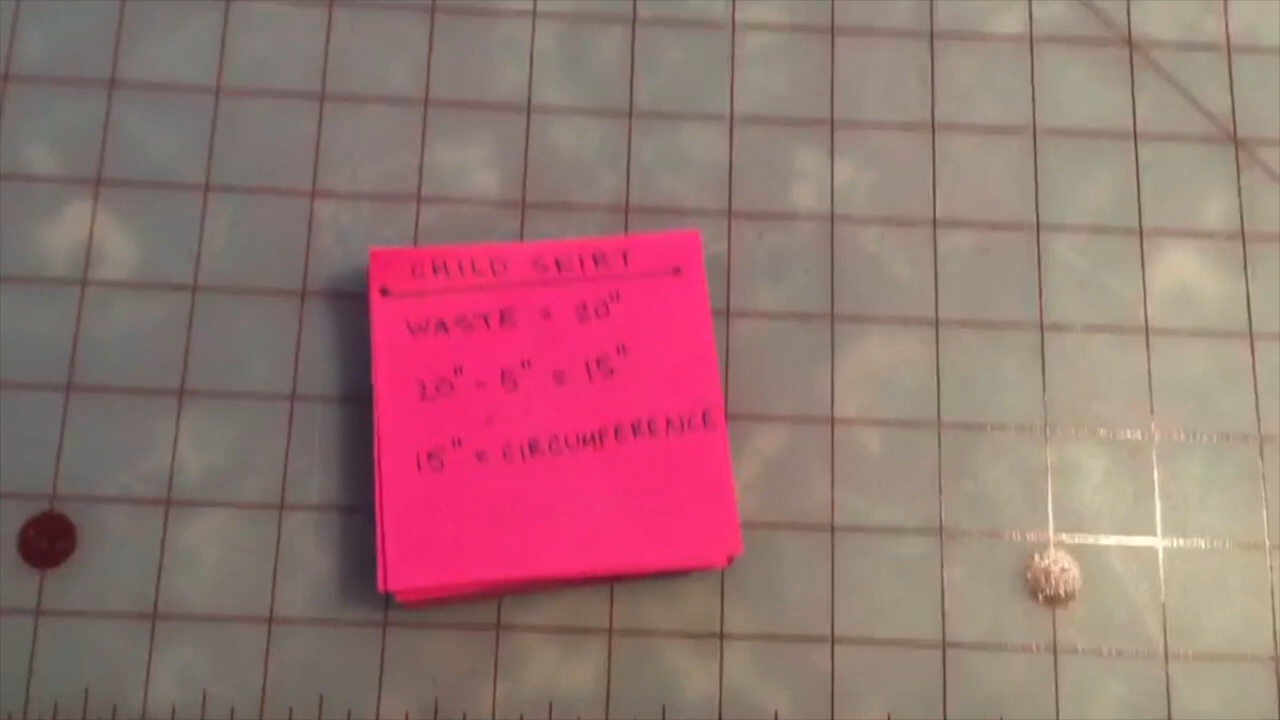 CHILD SKIRT
WASTE = 20"
20" - 5" = 15"
15" = CIRCUMFERENCE